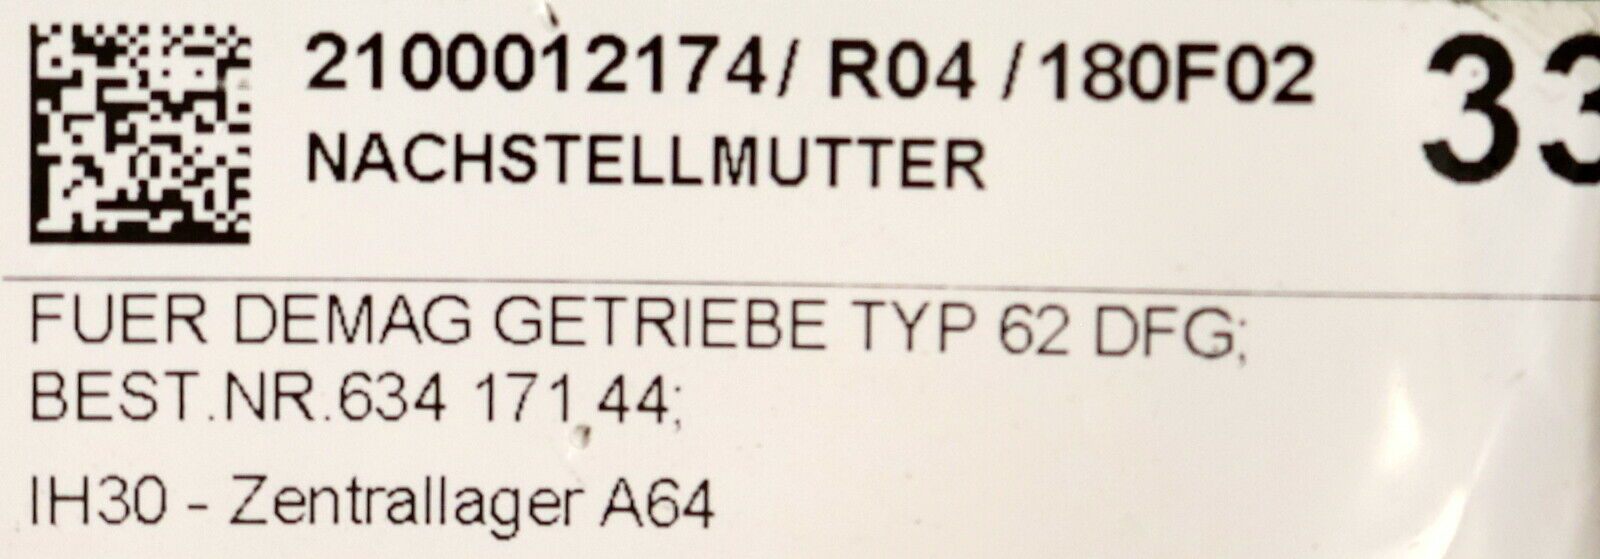 2100012174/ R04 /180F02
33
NACHSTELLMUTTER
FUER DEMAG GETRIEBE TYP 62 DFG;
BEST.NR.634 171 44;
IH30 - Zentrallager A64